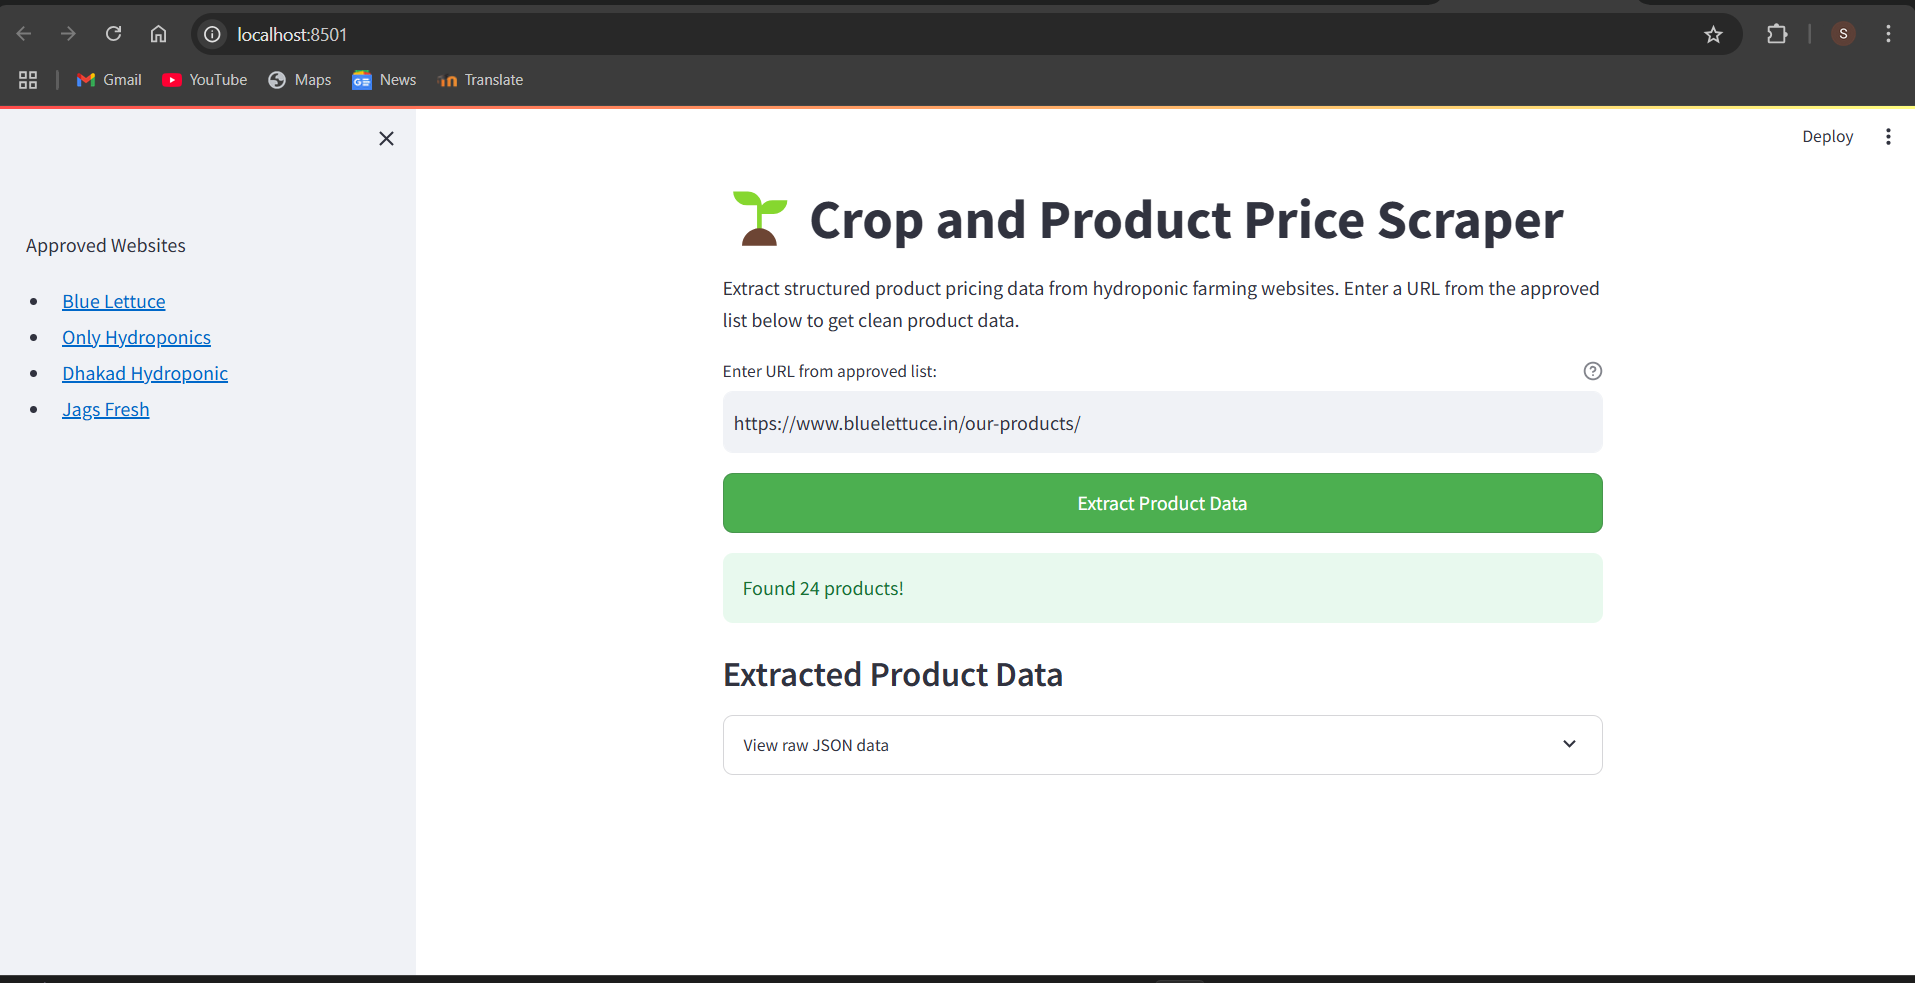 localhost:8501
S
Gmail
YouTube
Maps
News
Translate
Deploy
Approved Websites
Blue Lettuce
Only Hydroponics
Dhakad Hydroponic
Jags Fresh
Crop and Product Price Scraper
Extract structured product pricing data from hydroponic farming websites. Enter a URL from the approved
list below to get clean product data.
Enter URL from approved list:
https://www.bluelettuce.in/our-products/
Extract Product Data
Found 24 products!
Extracted Product Data
View raw JSON data